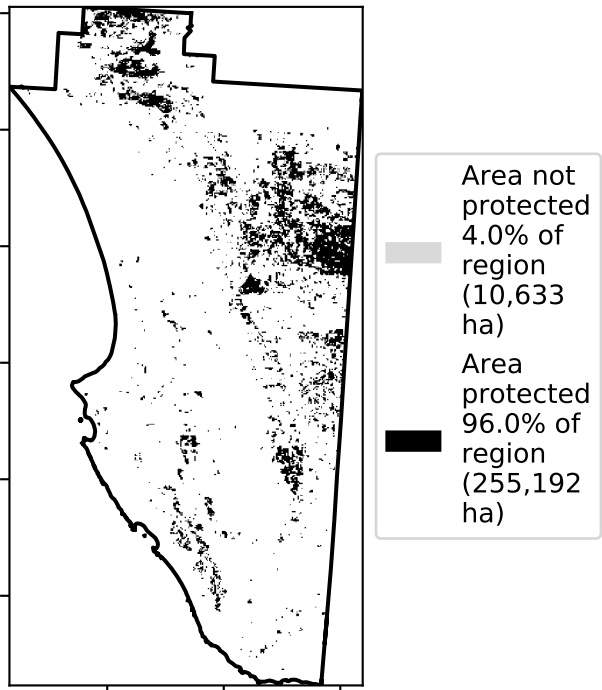 Area not
protected
4.0% of
region
(10,633
ha)
Area
protected
96.0% of
region
(255,192
ha)